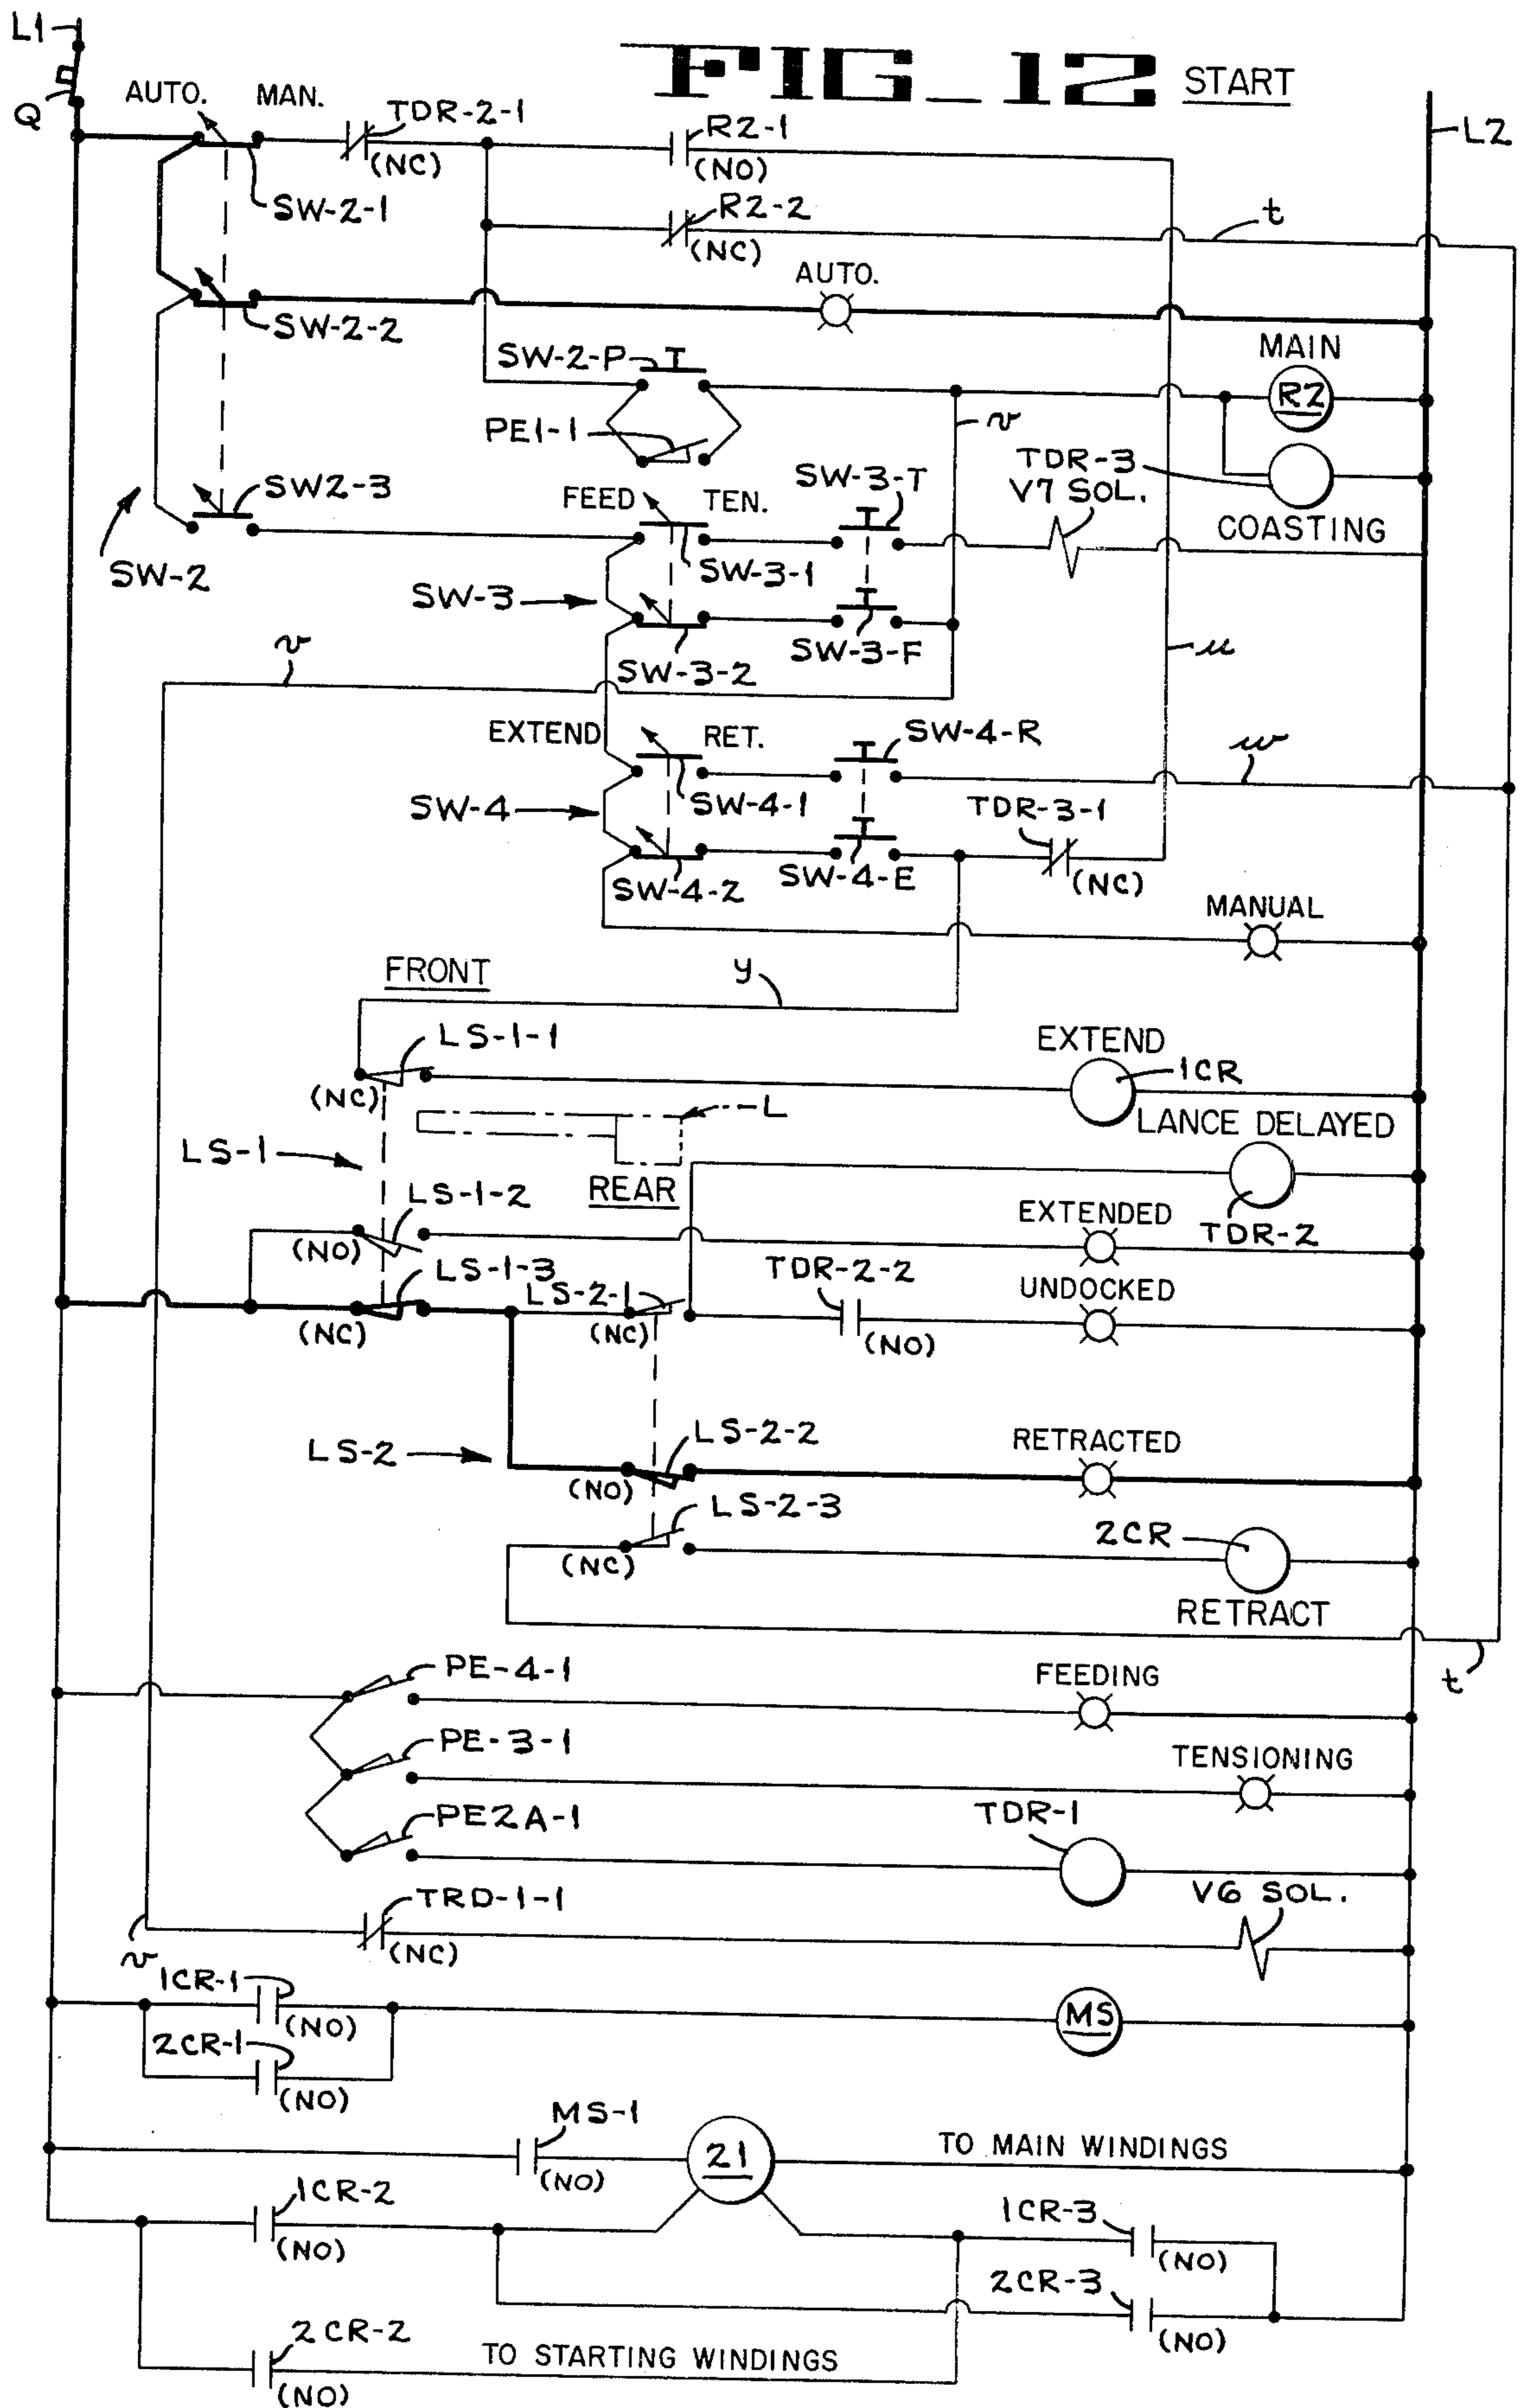 L1
FIG_12 START
Q
AUTO. MAN.
TDR-2-1
(NC)
R2-1
(NO)
L2
SW-2-1
R2-2
(NC)
t
AUTO.
SW-2-2
MAIN
SW-2-P
R2
PE1-1
v
TDR-3
V7 SOL.
COASTING
SW2-3
FEED TEN.
SW-3-T
SW-2
SW-3-1
SW-3
SW-3-F
SW-3-2
u
v
EXTEND RET.
SW-4-R
w
SW-4
SW-4-1
TDR-3-1
(NC)
SW-4-E
SW-4-2
MANUAL
FRONT
y
LS-1-1
(NC)
EXTEND
1CR
L
LANCE DELAYED
LS-1
REAR
LS-1-2
(NO)
EXTENDED
TDR-2
LS-1-3
(NC)
LS-2-1
(NC)
TDR-2-2
(NO)
UNDOCKED
LS-2
LS-2-2
(NO)
RETRACTED
LS-2-3
(NC)
2CR
RETRACT
t
PE-4-1
FEEDING
PE-3-1
TENSIONING
PE2A-1
TDR-1
TRD-1-1
(NC)
V6 SOL.
v
1CR-1
(NO)
MS
2CR-1
(NO)
MS-1
(NO)
21
TO MAIN WINDINGS
1CR-2
(NO)
1CR-3
(NO)
2CR-3
(NO)
2CR-2
(NO)
TO STARTING WINDINGS